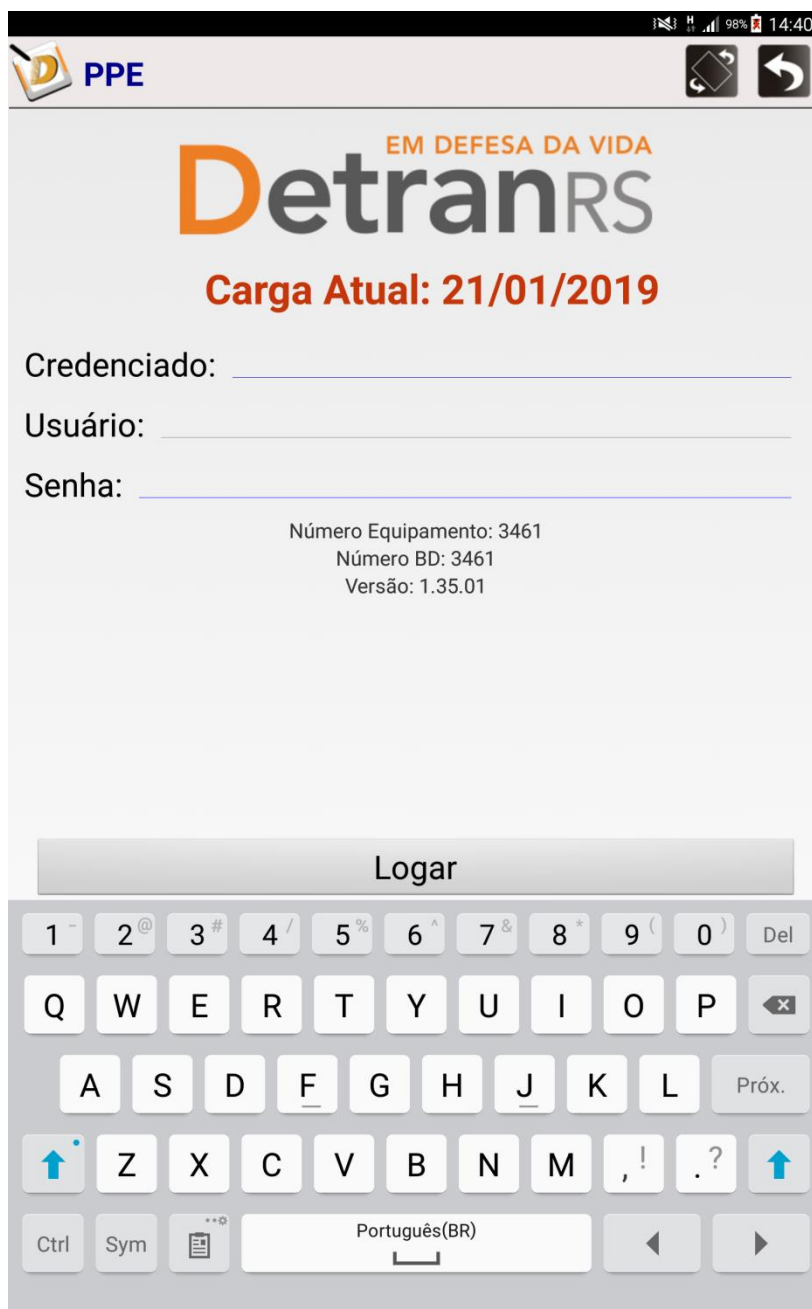 H 98% 14:40
D PPE
EM DEFESA DA VIDA
DetranRS
Carga Atual: 21/01/2019
Credenciado:
Usuário:
Senha:
Número Equipamento: 3461
Número BD: 3461
Versão: 1.35.01
Logar
1 - 2 @ 3 # 4 / 5 % 6 ^ 7 & 8 * 9 ( 0 ) Del
Q W E R T Y U I O P
A S D F G H J K L Próx.
Z X C V B N M , ! . ?
Ctrl Sym Português(BR)